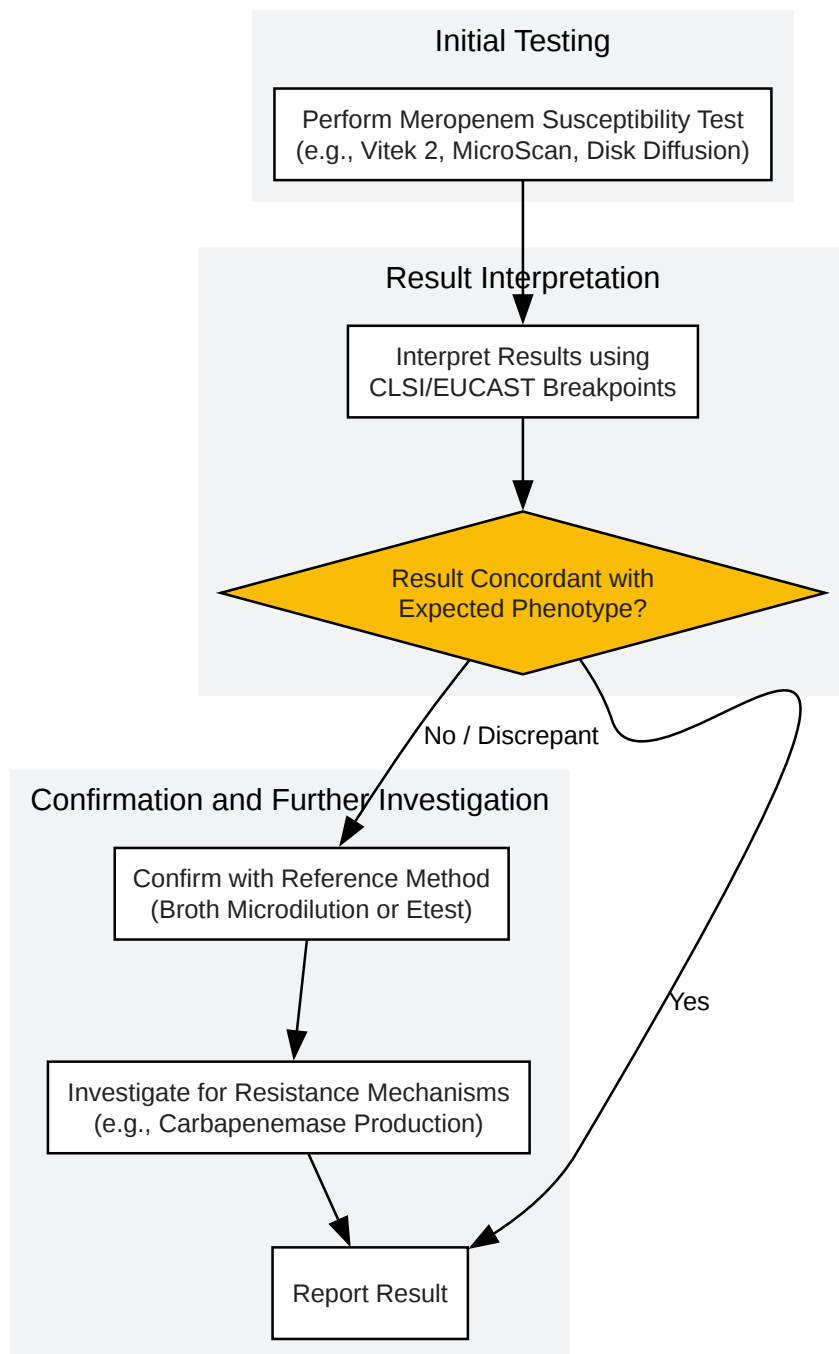 Initial Testing
Perform Meropenem Susceptibility Test
(e.g., Vitek 2, MicroScan, Disk Diffusion)
Result Interpretation
Interpret Results using
CLSI/EUCAST Breakpoints
Result Concordant with
Expected Phenotype?
No / Discrepant
Confirmation and Further Investigation
Confirm with Reference Method
(Broth Microdilution or Etest)
Yes
Investigate for Resistance Mechanisms
(e.g., Carbapenemase Production)
Report Result